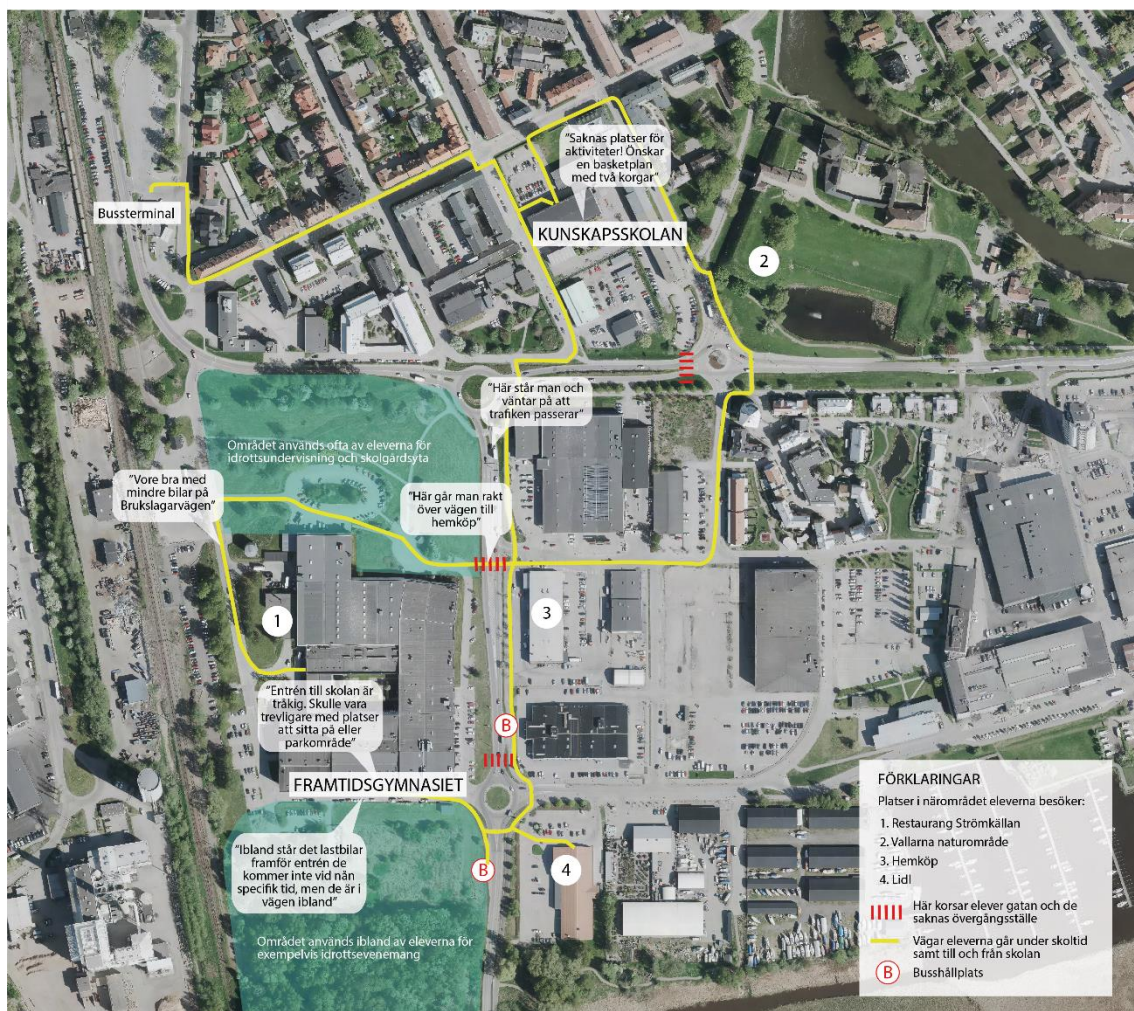 "Saknas platser för
aktiviteter! Önskar
en basketplan
med två korgar"
Bussterminal
KUNSKAPSSKOLAN
2
"Här står man och
väntar på att
trafiken passerar"
Området används ofta av eleverna för
idrottsundervisning och skolgårdsyta
"Vore bra med
mindre bilar på
Brukslagarvägen"
"Här går man rakt
över vägen till
hemköp"
1
3
"Entrén till skolan är
tråkig. Skulle vara
trevligare med platser
att sitta på eller
parkområde"
B
FRAMTIDSGYMNASIET
"Ibland står det lastbilar
framför entrén de
kommer inte vid nån
specifik tid, men de är i
vägen ibland"
B
4
Området används ibland av eleverna för
exempelvis idrottsevenemang
FÖRKLARINGAR
Platser i närområdet eleverna besöker:
1. Restaurang Strömkällan
2. Vallarna naturområde
3. Hemköp
4. Lidl
Här korsar elever gatan och de
saknas övergångsställe
Vägar eleverna går under skoltid
samt till och från skolan
B Busshållplats